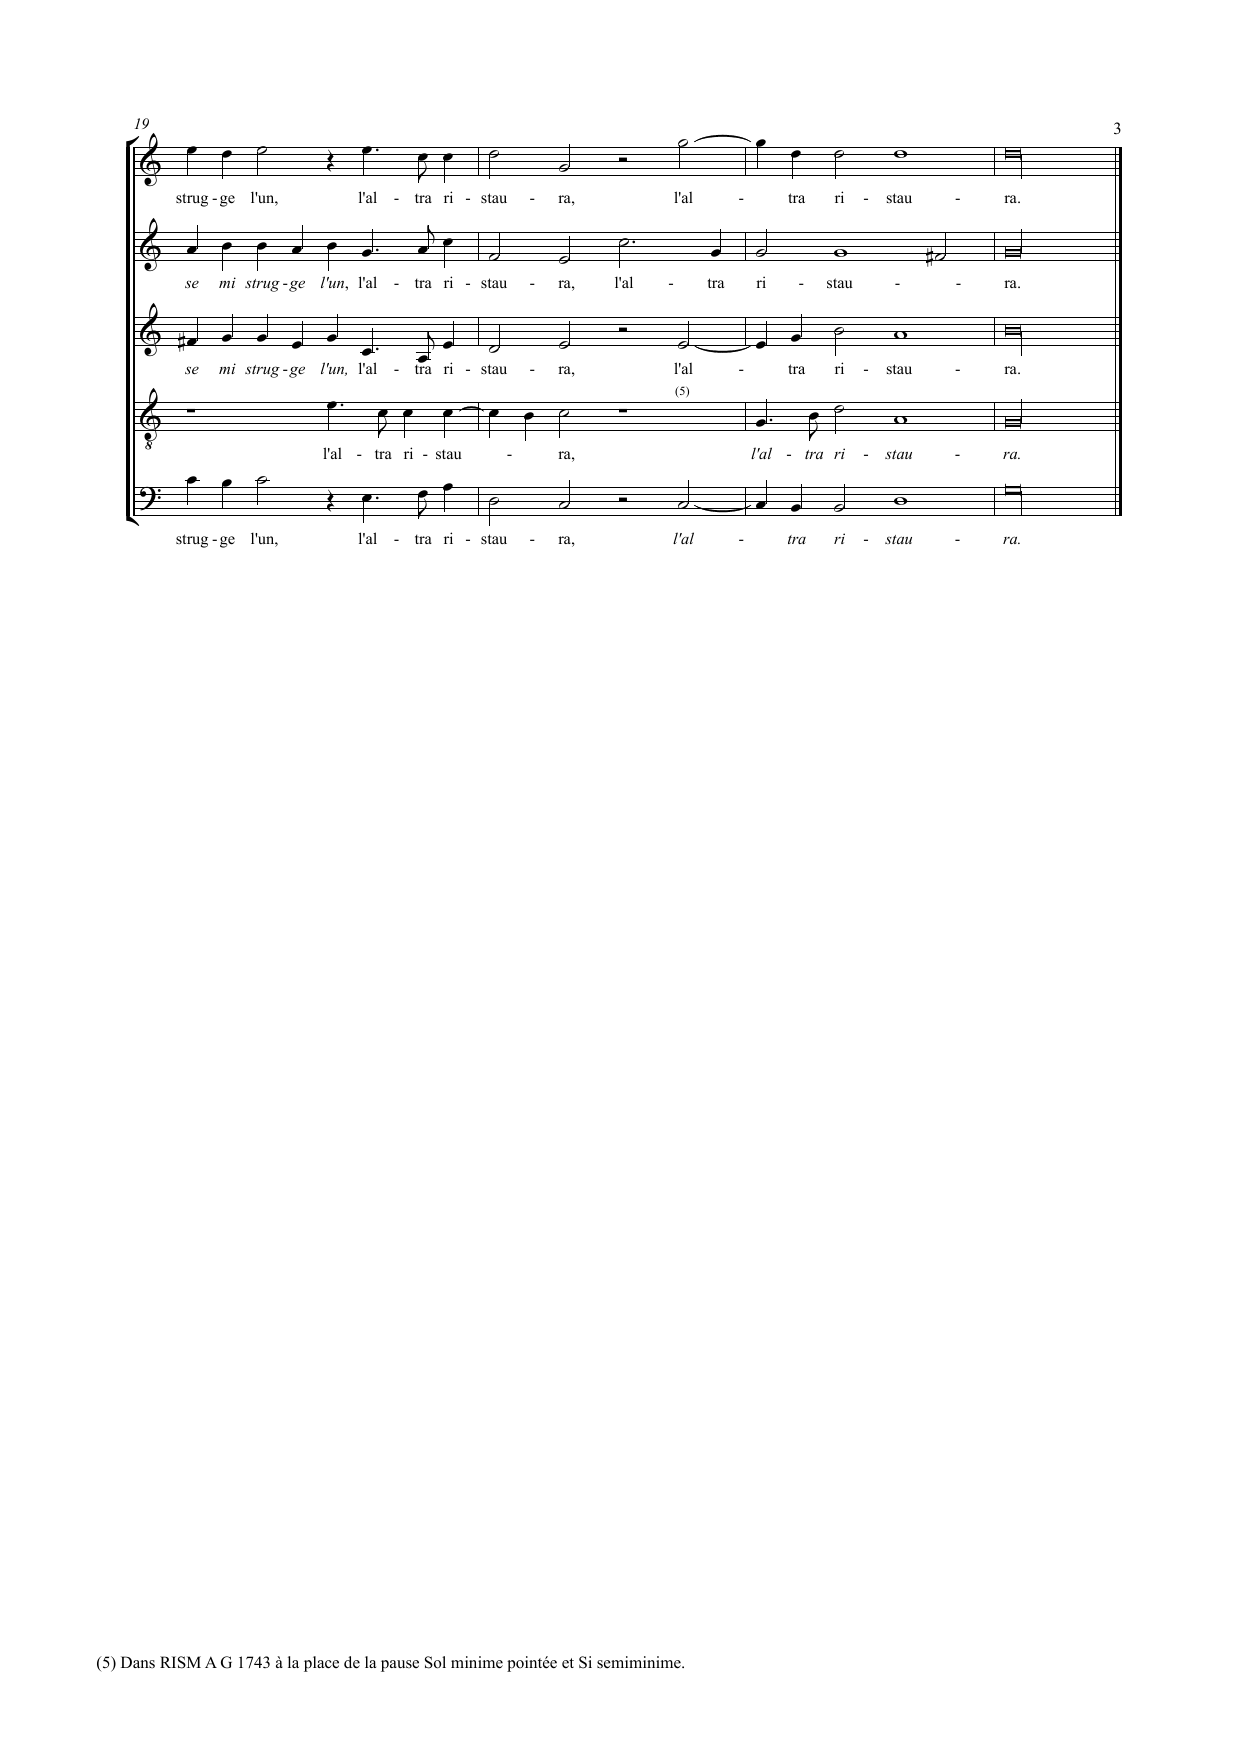 19
3
strug - ge l'un, l'al - tra ri - stau - ra, l'al - tra ri - stau - ra.
se mi strug - ge l'un, l'al - tra ri - stau - ra, l'al - tra ri - stau - - ra.
se mi strug - ge l'un, l'al - tra ri - stau - ra, l'al - tra ri - stau - ra.
(5)
8
l'al - tra ri - stau - ra, l'al - tra ri - stau - ra.
strug - ge l'un, l'al - tra ri - stau - ra, l'al - tra ri - stau - ra.
(5) Dans RISM A G 1743 à la place de la pause Sol minime pointée et Si semiminime.